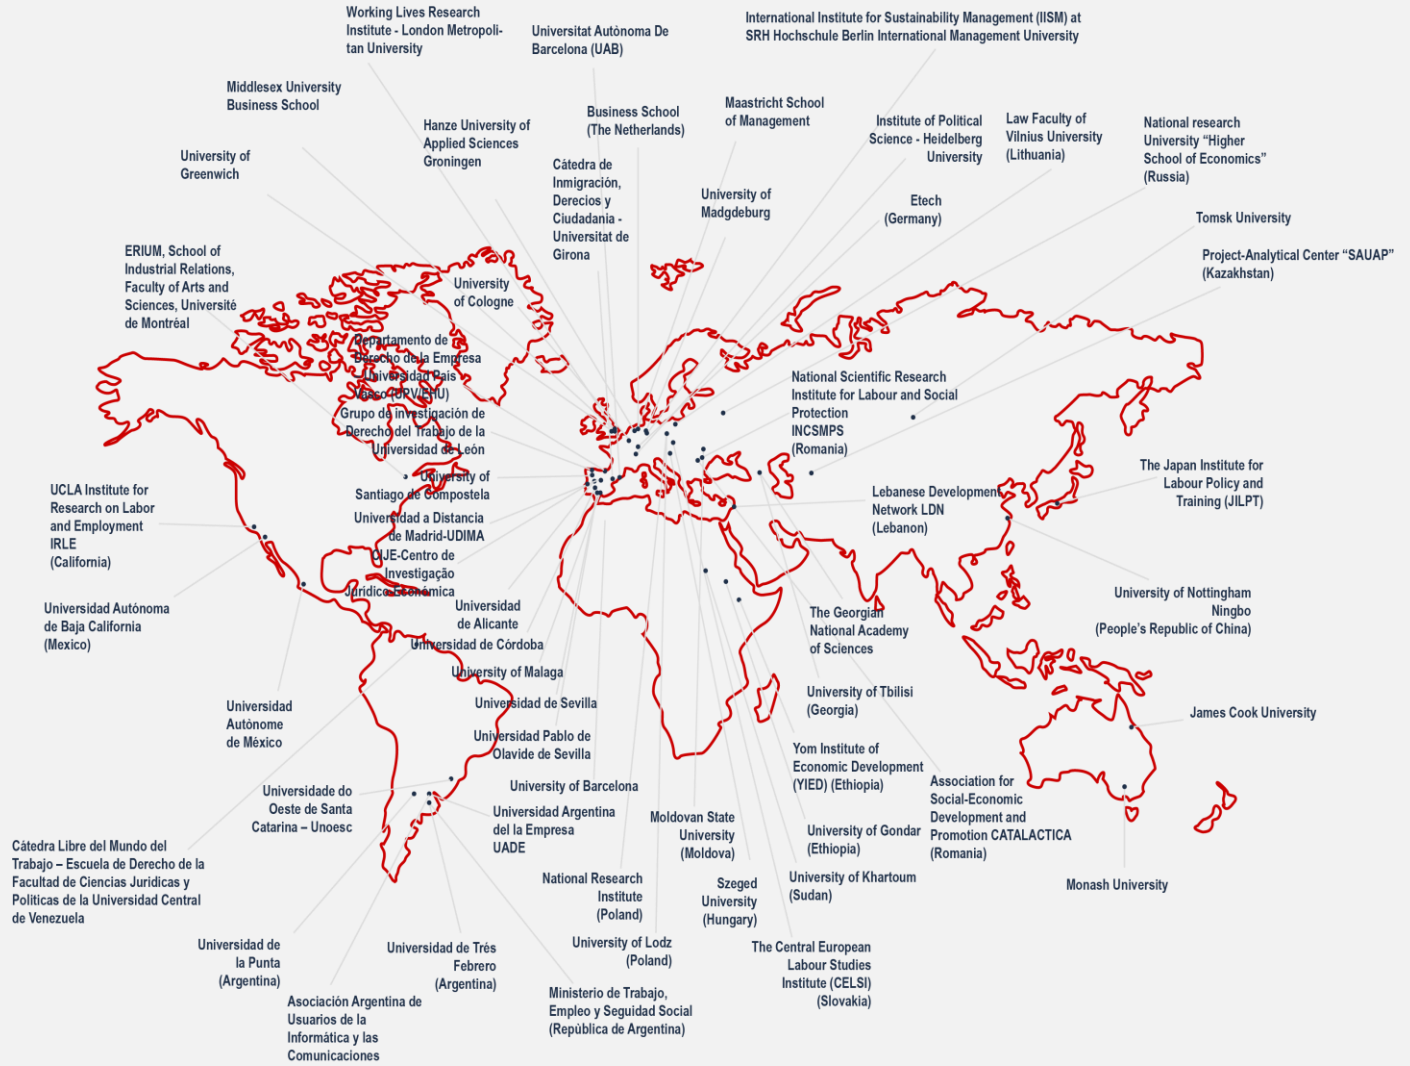 Working Lives Research
Institute - London Metropoli-
tan University
Universitat Autònoma De
Barcelona (UAB)
International Institute for Sustainability Management (IISM) at
SRH Hochschule Berlin International Management University
Middlesex University
Business School
Hanze University of
Applied Sciences
Groningen
Business School
(The Netherlands)
Maastricht School
of Management
Institute of Political
Science - Heidelberg
University
Law Faculty of
Vilnius University
(Lithuania)
National research
University “Higher
School of Economics”
(Russia)
University of
Greenwich
Cátedra de
Inmigración,
Derecios y
Ciudadania -
Universitat de
Girona
University of
Madgdeburg
Etech
(Germany)
Tomsk University
Project-Analytical Center “SAUAP”
(Kazakhstan)
ERIUM, School of
Industrial Relations,
Faculty of Arts and
Sciences, Université
de Montréal
University
of Cologne
Departamento de
Derecho de la Empresa
– Universidad Pais
Vasco (UPV/EHU)
Grupo de investigación de
Derecho del Trabajo de la
Universidad de León
National Scientific Research
Institute for Labour and Social
Protection
INCSMPS
(Romania)
University of
Santiago de Compostela
Universidad a Distancia
de Madrid-UDIMA
CIJE-Centro de
Investigação
Jurídico-Económica
UCLA Institute for
Research on Labor
and Employment
IRLE
(California)
Lebanese Development
Network LDN
(Lebanon)
The Japan Institute for
Labour Policy and
Training (JILPT)
Universidad Autónoma
de Baja California
(Mexico)
Universidad
de Alicante
Universidad de Córdoba
University of Malaga
Universidad de Sevilla
Universidad Pablo de
Olavide de Sevilla
University of Barcelona
The Georgian
National Academy
of Sciences
University of Nottingham
Ningbo
(People’s Republic of China)
Universidad
Autònome
de México
University of Tbilisi
(Georgia)
James Cook University
Yom Institute of
Economic Development
(YIED) (Ethiopia)
Universidade do
Oeste de Santa
Catarina – Unoesc
Universidad Argentina
del la Empresa
UADE
Moldovan State
University
(Moldova)
University of Gondar
(Ethiopia)
Association for
Social-Economic
Development and
Promotion CATALACTICA
(Romania)
Cátedra Libre del Mundo del
Trabajo – Escuela de Derecho de la
Facultad de Ciencias Juridicas y
Politicas de la Universidad Central
de Venezuela
National Research
Institute
(Poland)
Szeged
University
(Hungary)
University of Khartoum
(Sudan)
Monash University
Universidad de
la Punta
(Argentina)
Universidad de Trés
Febrero
(Argentina)
University of Lodz
(Poland)
The Central European
Labour Studies
Institute (CELSI)
(Slovakia)
Asociación Argentina de
Usuarios de la
Informática y las
Comunicaciones
Ministerio de Trabajo,
Empleo y Seguidad Social
(República de Argentina)